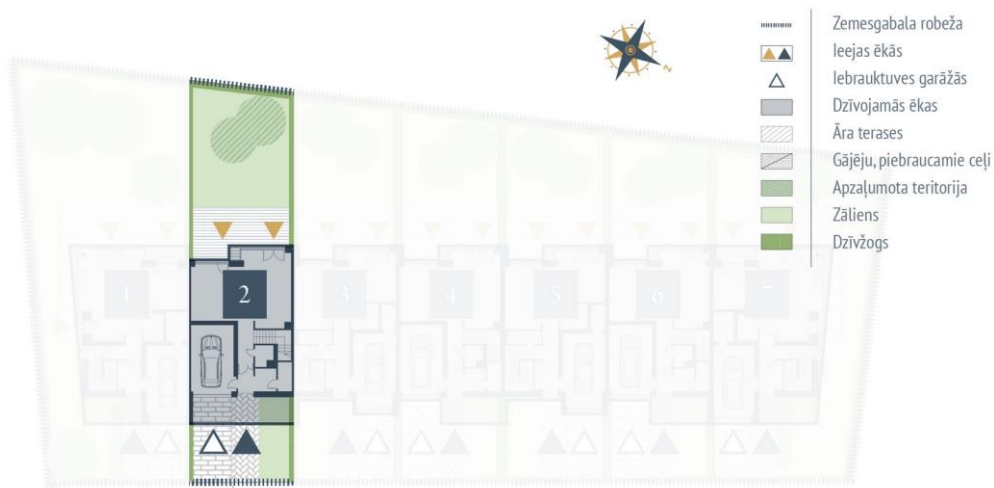 Zemesgabala robeža
Ieejas ēkās
Iebrauktuves garāžās
Dzīvojamās ēkas
Āra terases
Gājēju, piebraucamie ceļi
Apzaļumota teritorija
Zāliens
Dzīvžogs
Z
1
2
3
4
5
6
7